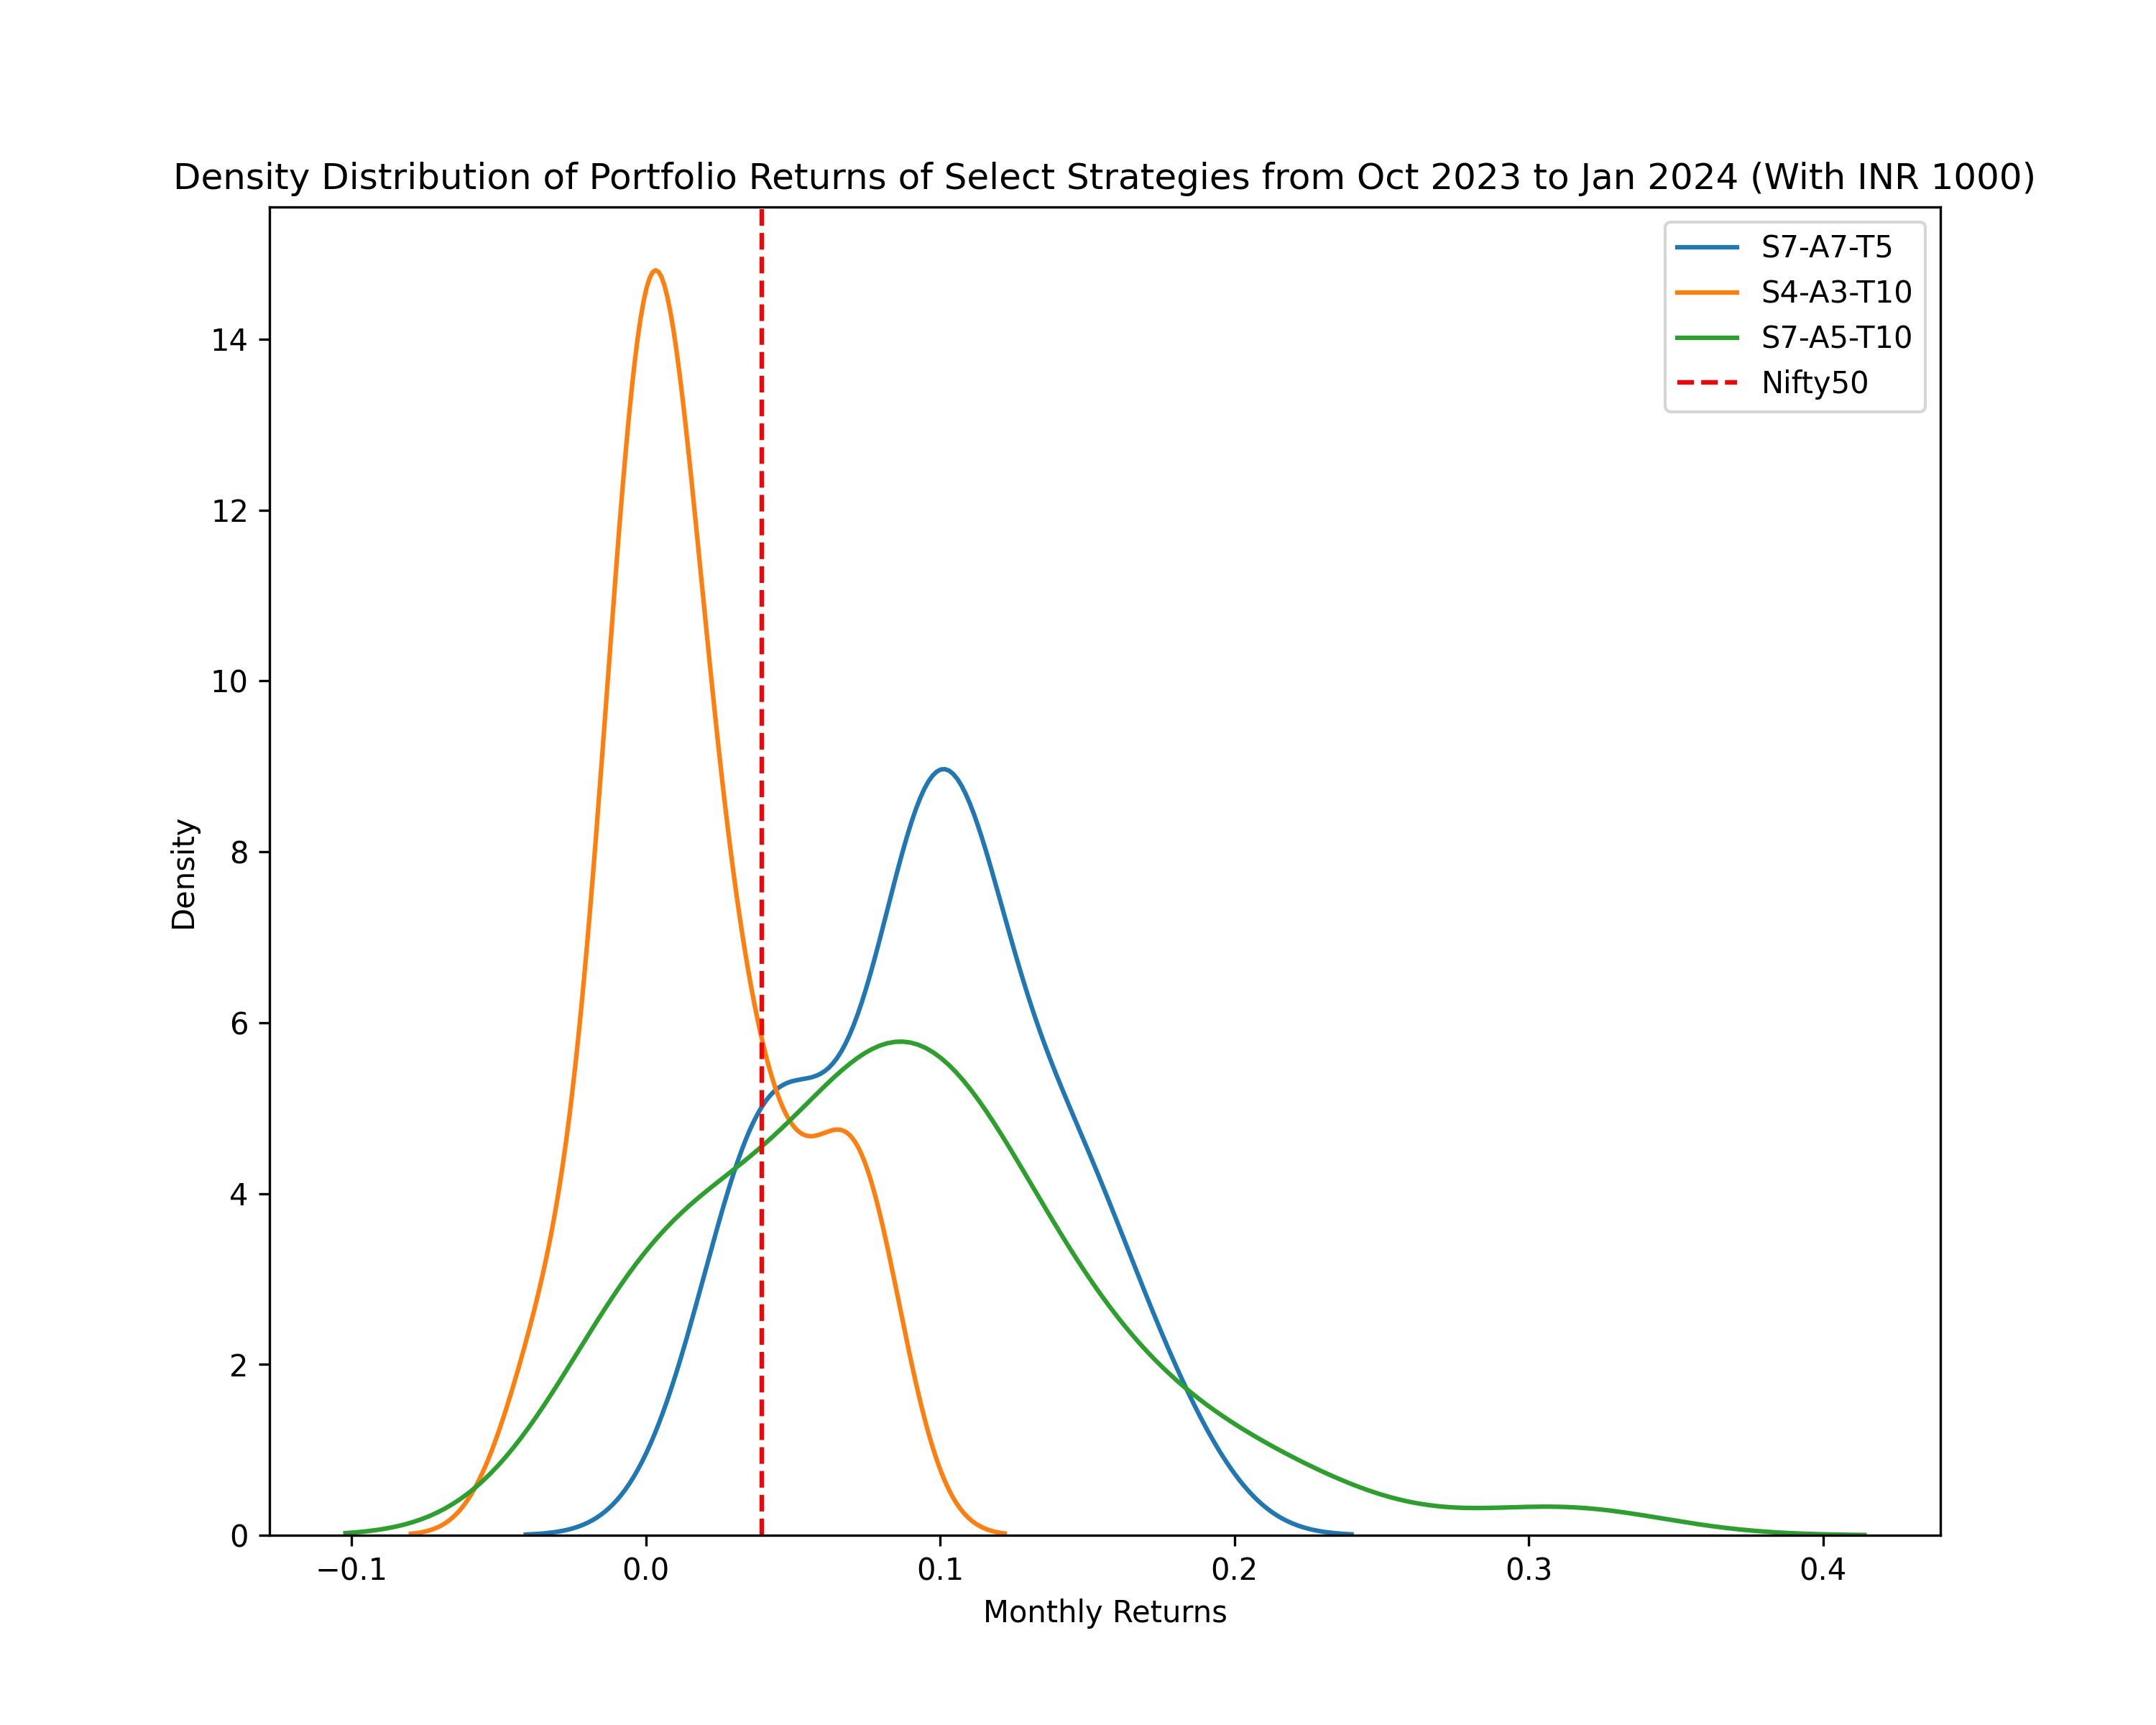 Density Distribution of Portfolio Returns of Select Strategies from Oct 2023 to Jan 2024 (With INR 1000)
S7-A7-T5
S4-A3-T10
S7-A5-T10
Nifty50
Density
14
12
10
8
6
4
2
0
−0.1 0.0 0.1 0.2 0.3 0.4
Monthly Returns